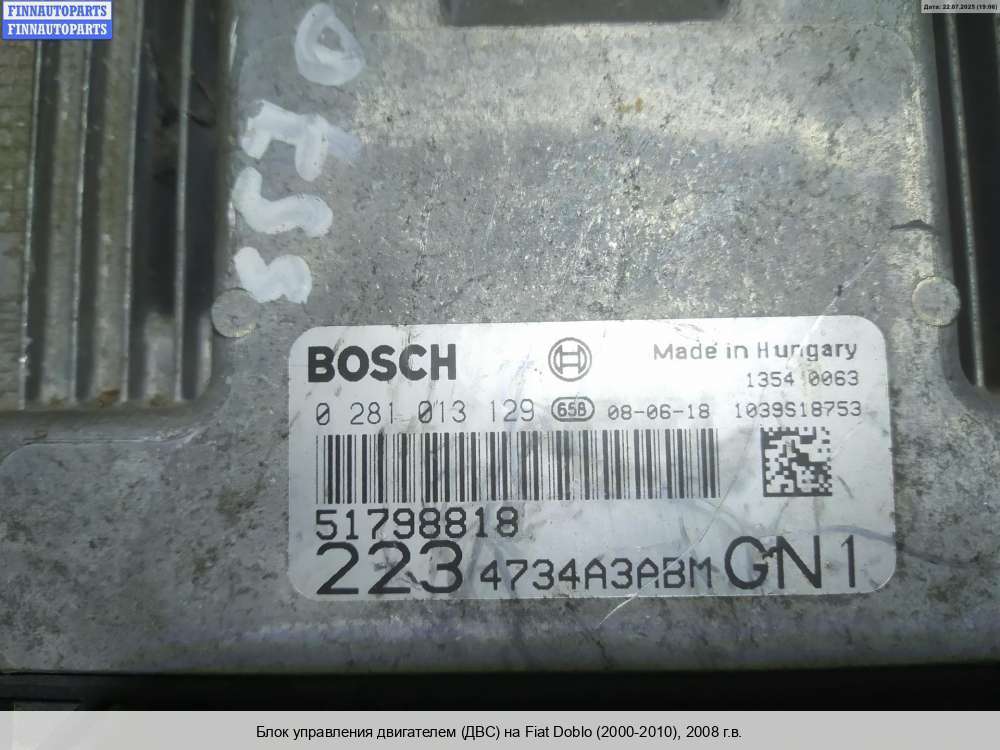 FINNAUTOPARTS
FINNAUTOPARTS
Дата: 22.07.2025 (19:06)
BOSCH
Made in Hungary
1354 0063
0 281 013 129 658 08-06-18 1039S18753
51798818
223 4734A3ABM GN1
Блок управления двигателем (ДВС) на Fiat Doblo (2000-2010), 2008 г.в.